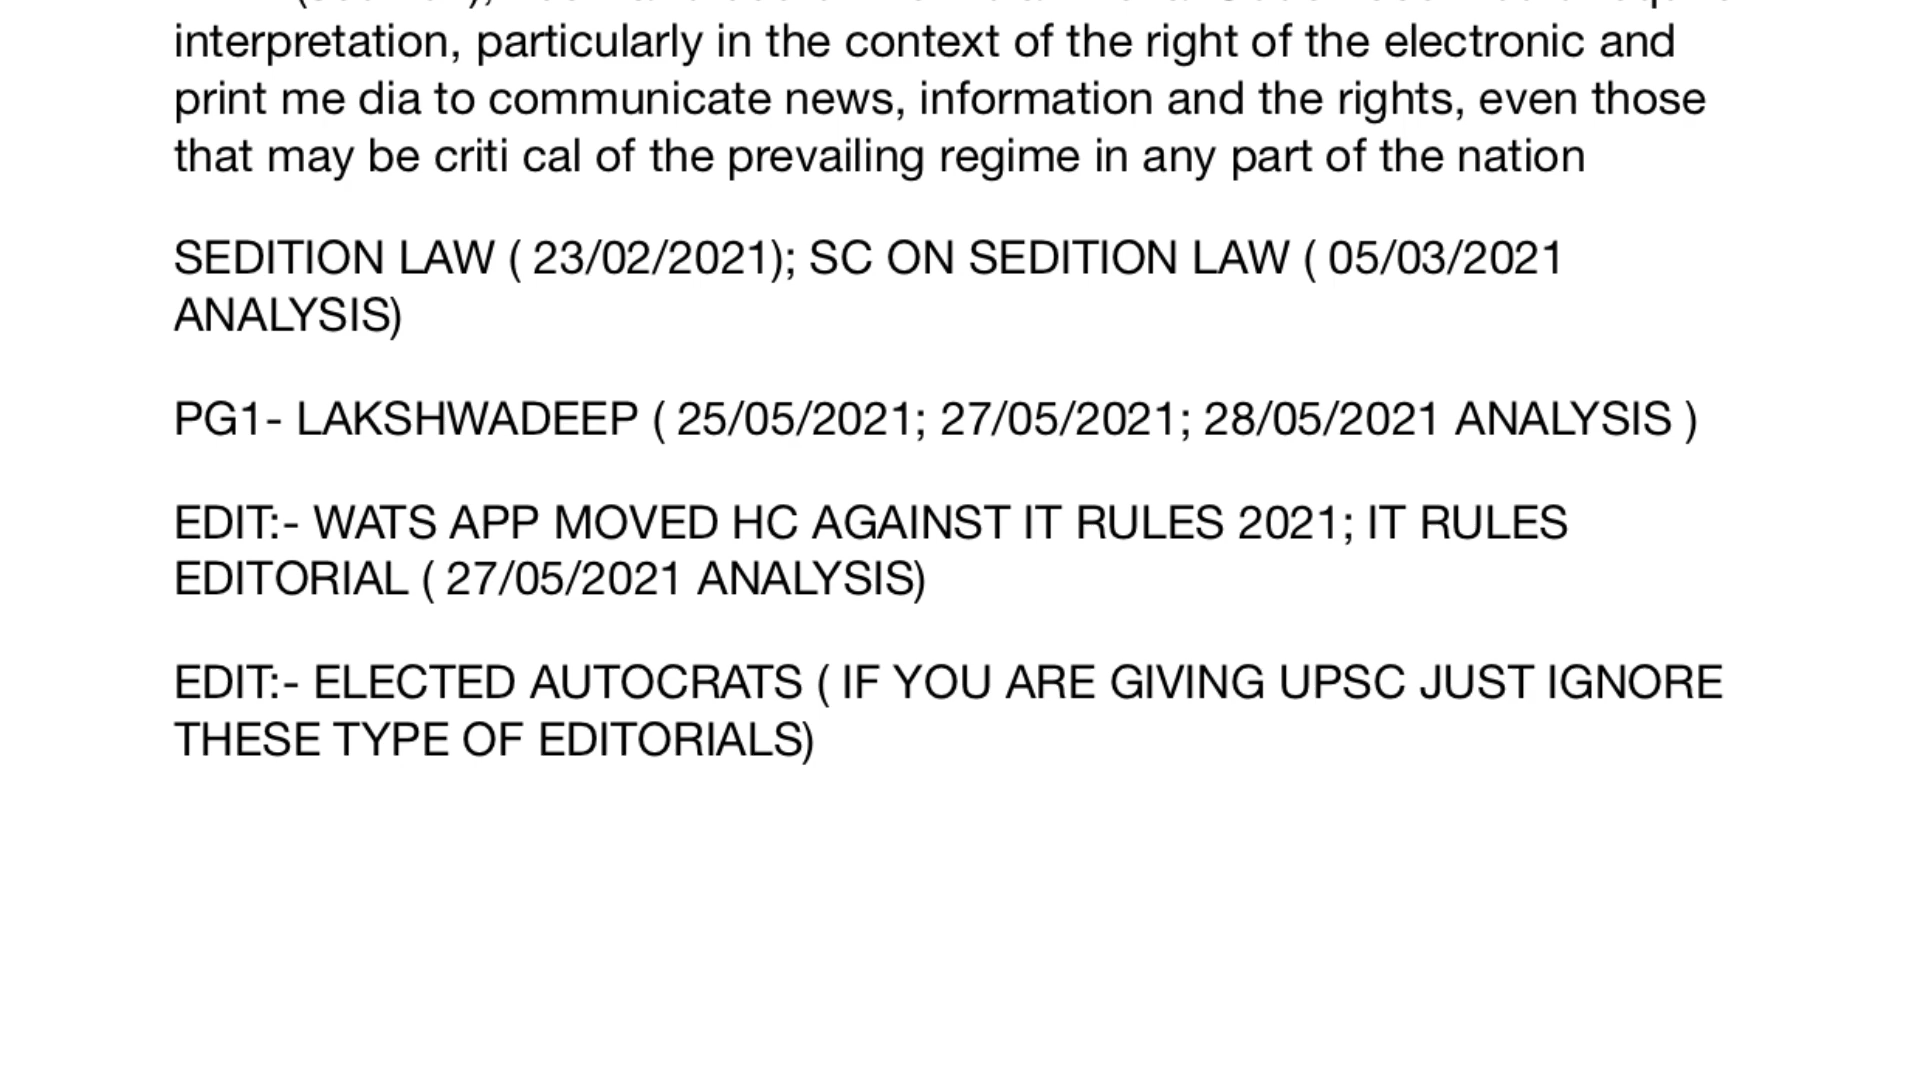 interpretation, particularly in the context of the right of the electronic and
print me dia to communicate news, information and the rights, even those
that may be criti cal of the prevailing regime in any part of the nation
SEDITION LAW ( 23/02/2021); SC ON SEDITION LAW ( 05/03/2021
ANALYSIS)
PG1- LAKSHWADEEP ( 25/05/2021; 27/05/2021; 28/05/2021 ANALYSIS )
EDIT:- WATS APP MOVED HC AGAINST IT RULES 2021; IT RULES
EDITORIAL ( 27/05/2021 ANALYSIS)
EDIT:- ELECTED AUTOCRATS ( IF YOU ARE GIVING UPSC JUST IGNORE
THESE TYPE OF EDITORIALS)